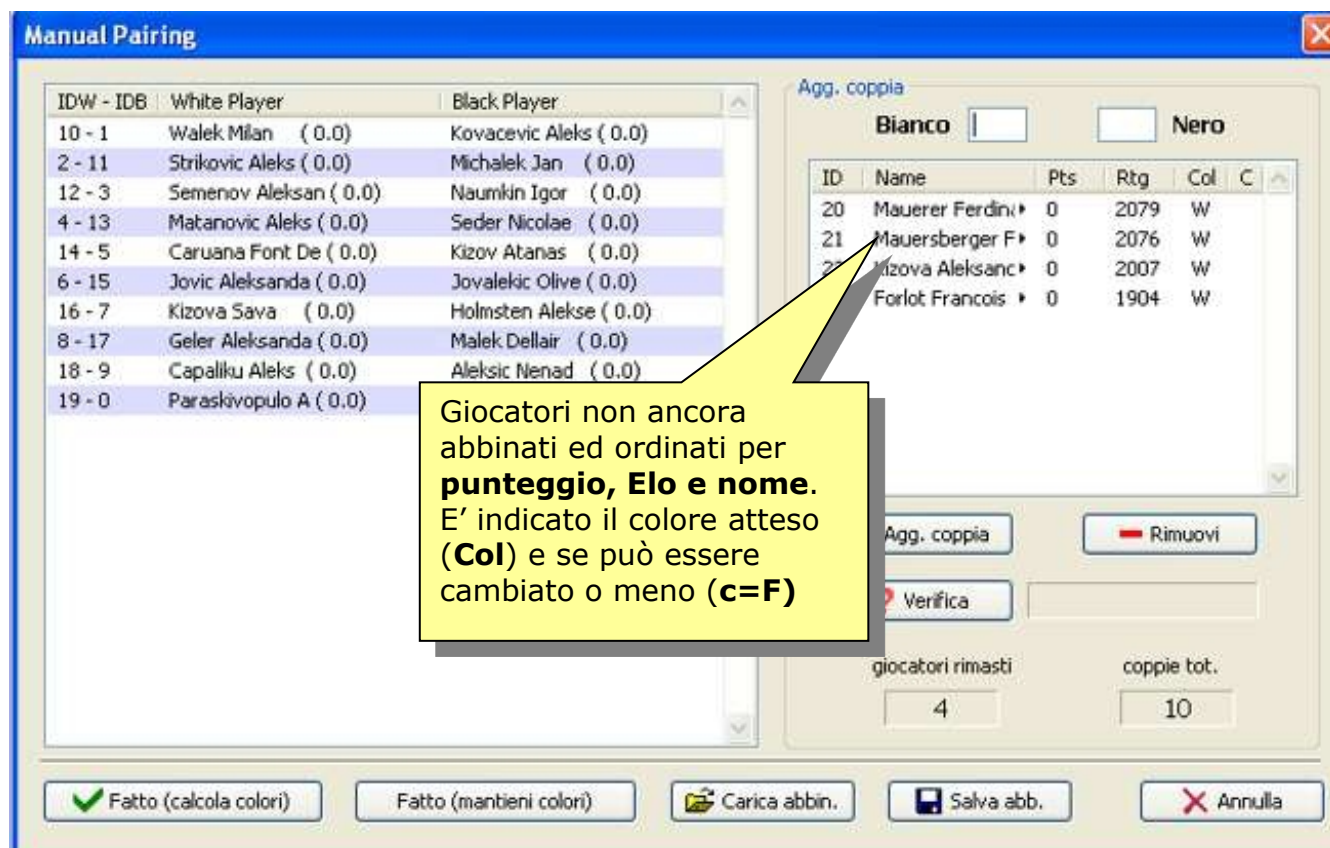 Manual Pairing
IDW - IDB White Player Black Player
10 - 1 Walek Milan ( 0.0) Kovacevic Aleks ( 0.0)
2 - 11 Strikovic Aleks ( 0.0) Michalek Jan ( 0.0)
12 - 3 Semenov Aleksan ( 0.0) Naumkin Igor ( 0.0)
4 - 13 Matanovic Aleks ( 0.0) Seder Nicolae ( 0.0)
14 - 5 Caruana Font De ( 0.0) Kizov Atanas ( 0.0)
6 - 15 Jovic Aleksanda ( 0.0) Jovalekic Olive ( 0.0)
16 - 7 Kizova Sava ( 0.0) Holmsten Alekse ( 0.0)
8 - 17 Geler Aleksanda ( 0.0) Malek Dellair ( 0.0)
18 - 9 Capaliku Aleks ( 0.0) Aleksic Nenad ( 0.0)
19 - 0 Paraskivopulo A ( 0.0)
Agg. coppia
Bianco Nero
ID Name Pts Rtg Col C
20 Mauerer Ferdina 0 2079 W
21 Mauersberger F 0 2076 W
Kizova Aleksanc 0 2007 W
Forlot Francois 0 1904 W
Giocatori non ancora
abbinati ed ordinati per
punteggio, Elo e nome.
E’ indicato il colore atteso
(Col) e se può essere
cambiato o meno (c=F)
Agg. coppia Rimuovi
Verifica
giocatori rimasti coppie tot.
4 10
Fatto (calcola colori) Fatto (mantieni colori) Carica abbin. Salva abb. Annulla